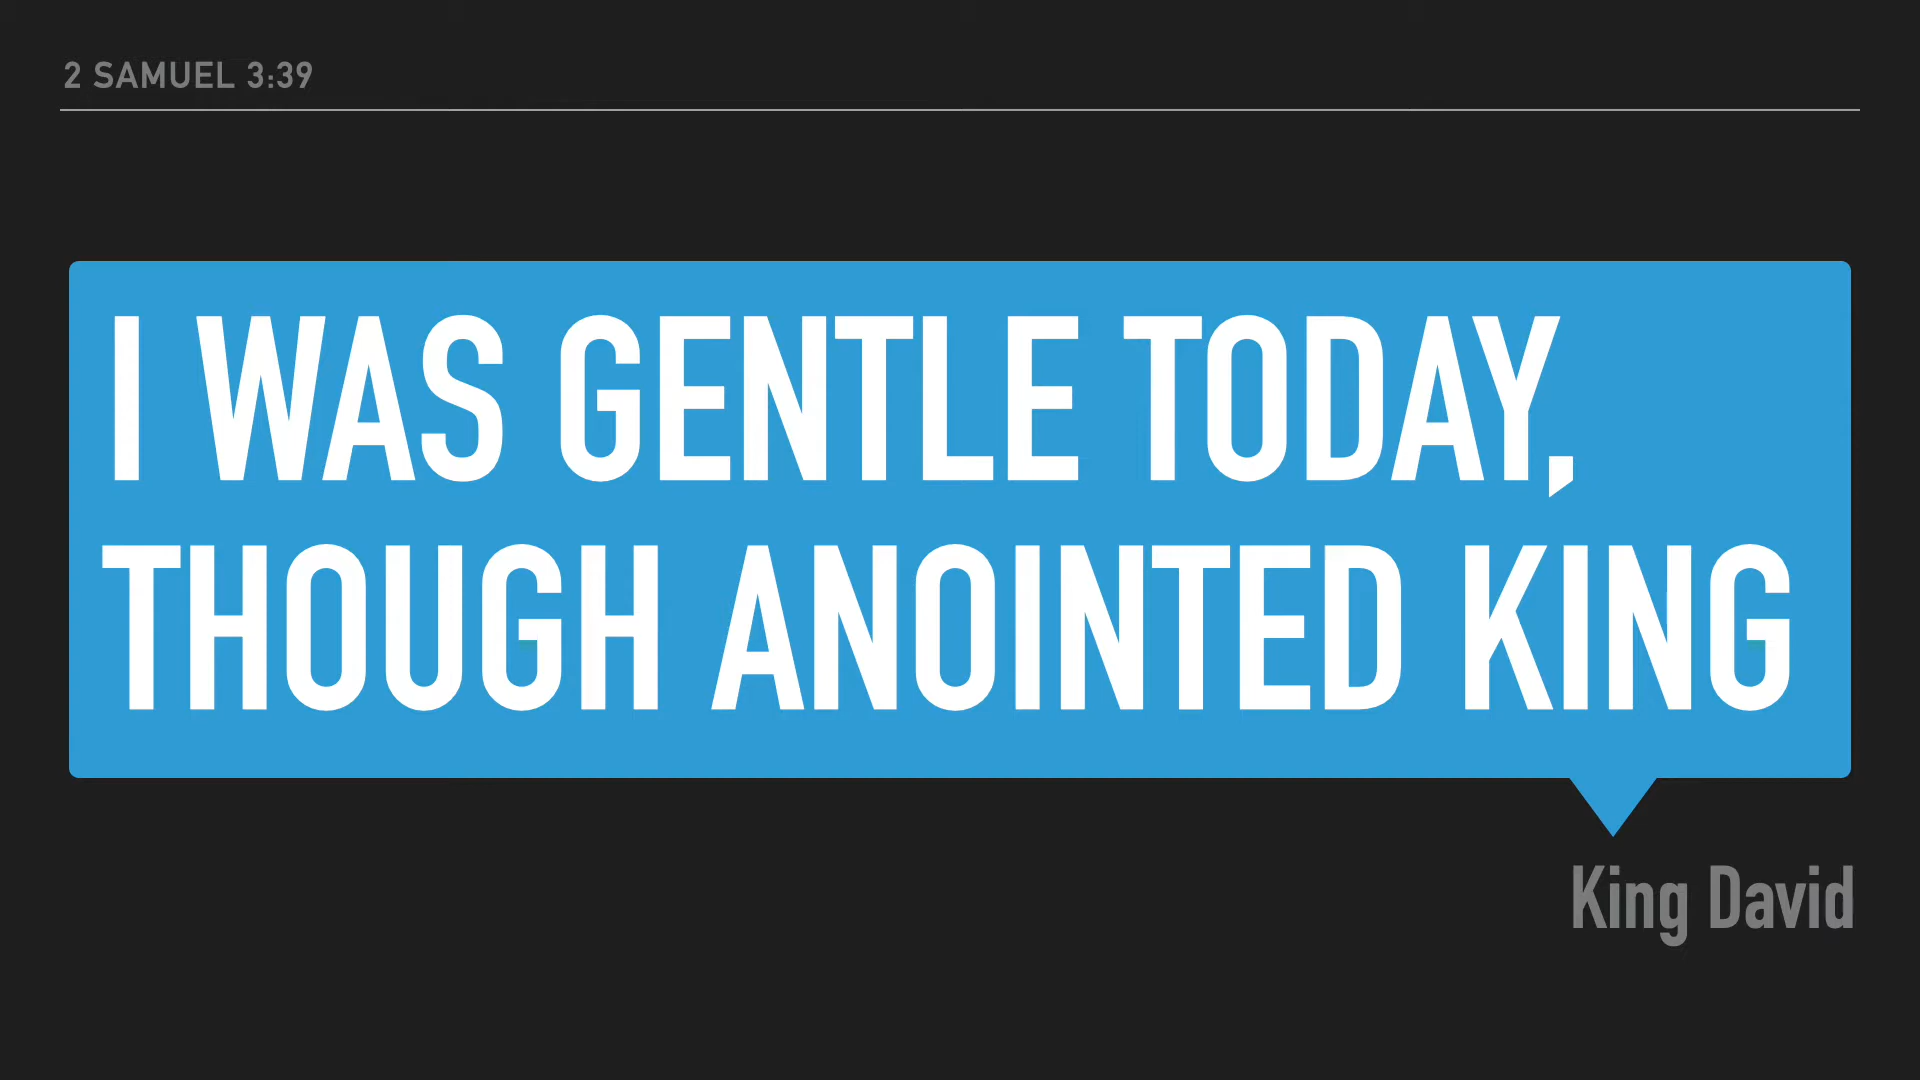 2 SAMUEL 3:39
I WAS GENTLE TODAY,
THOUGH ANOINTED KING
King David